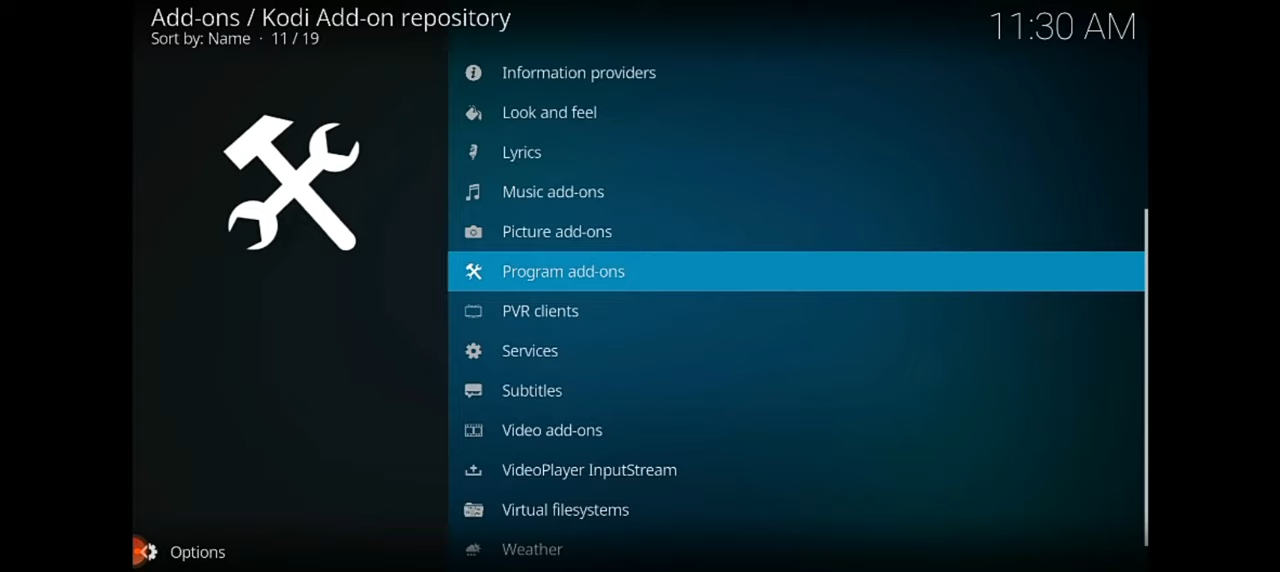 Add-ons / Kodi Add-on repository
Sort by: Name · 11 / 19
11:30 AM
Information providers
Look and feel
Lyrics
Music add-ons
Picture add-ons
Program add-ons
PVR clients
Services
Subtitles
Video add-ons
VideoPlayer InputStream
Virtual filesystems
Weather
Options